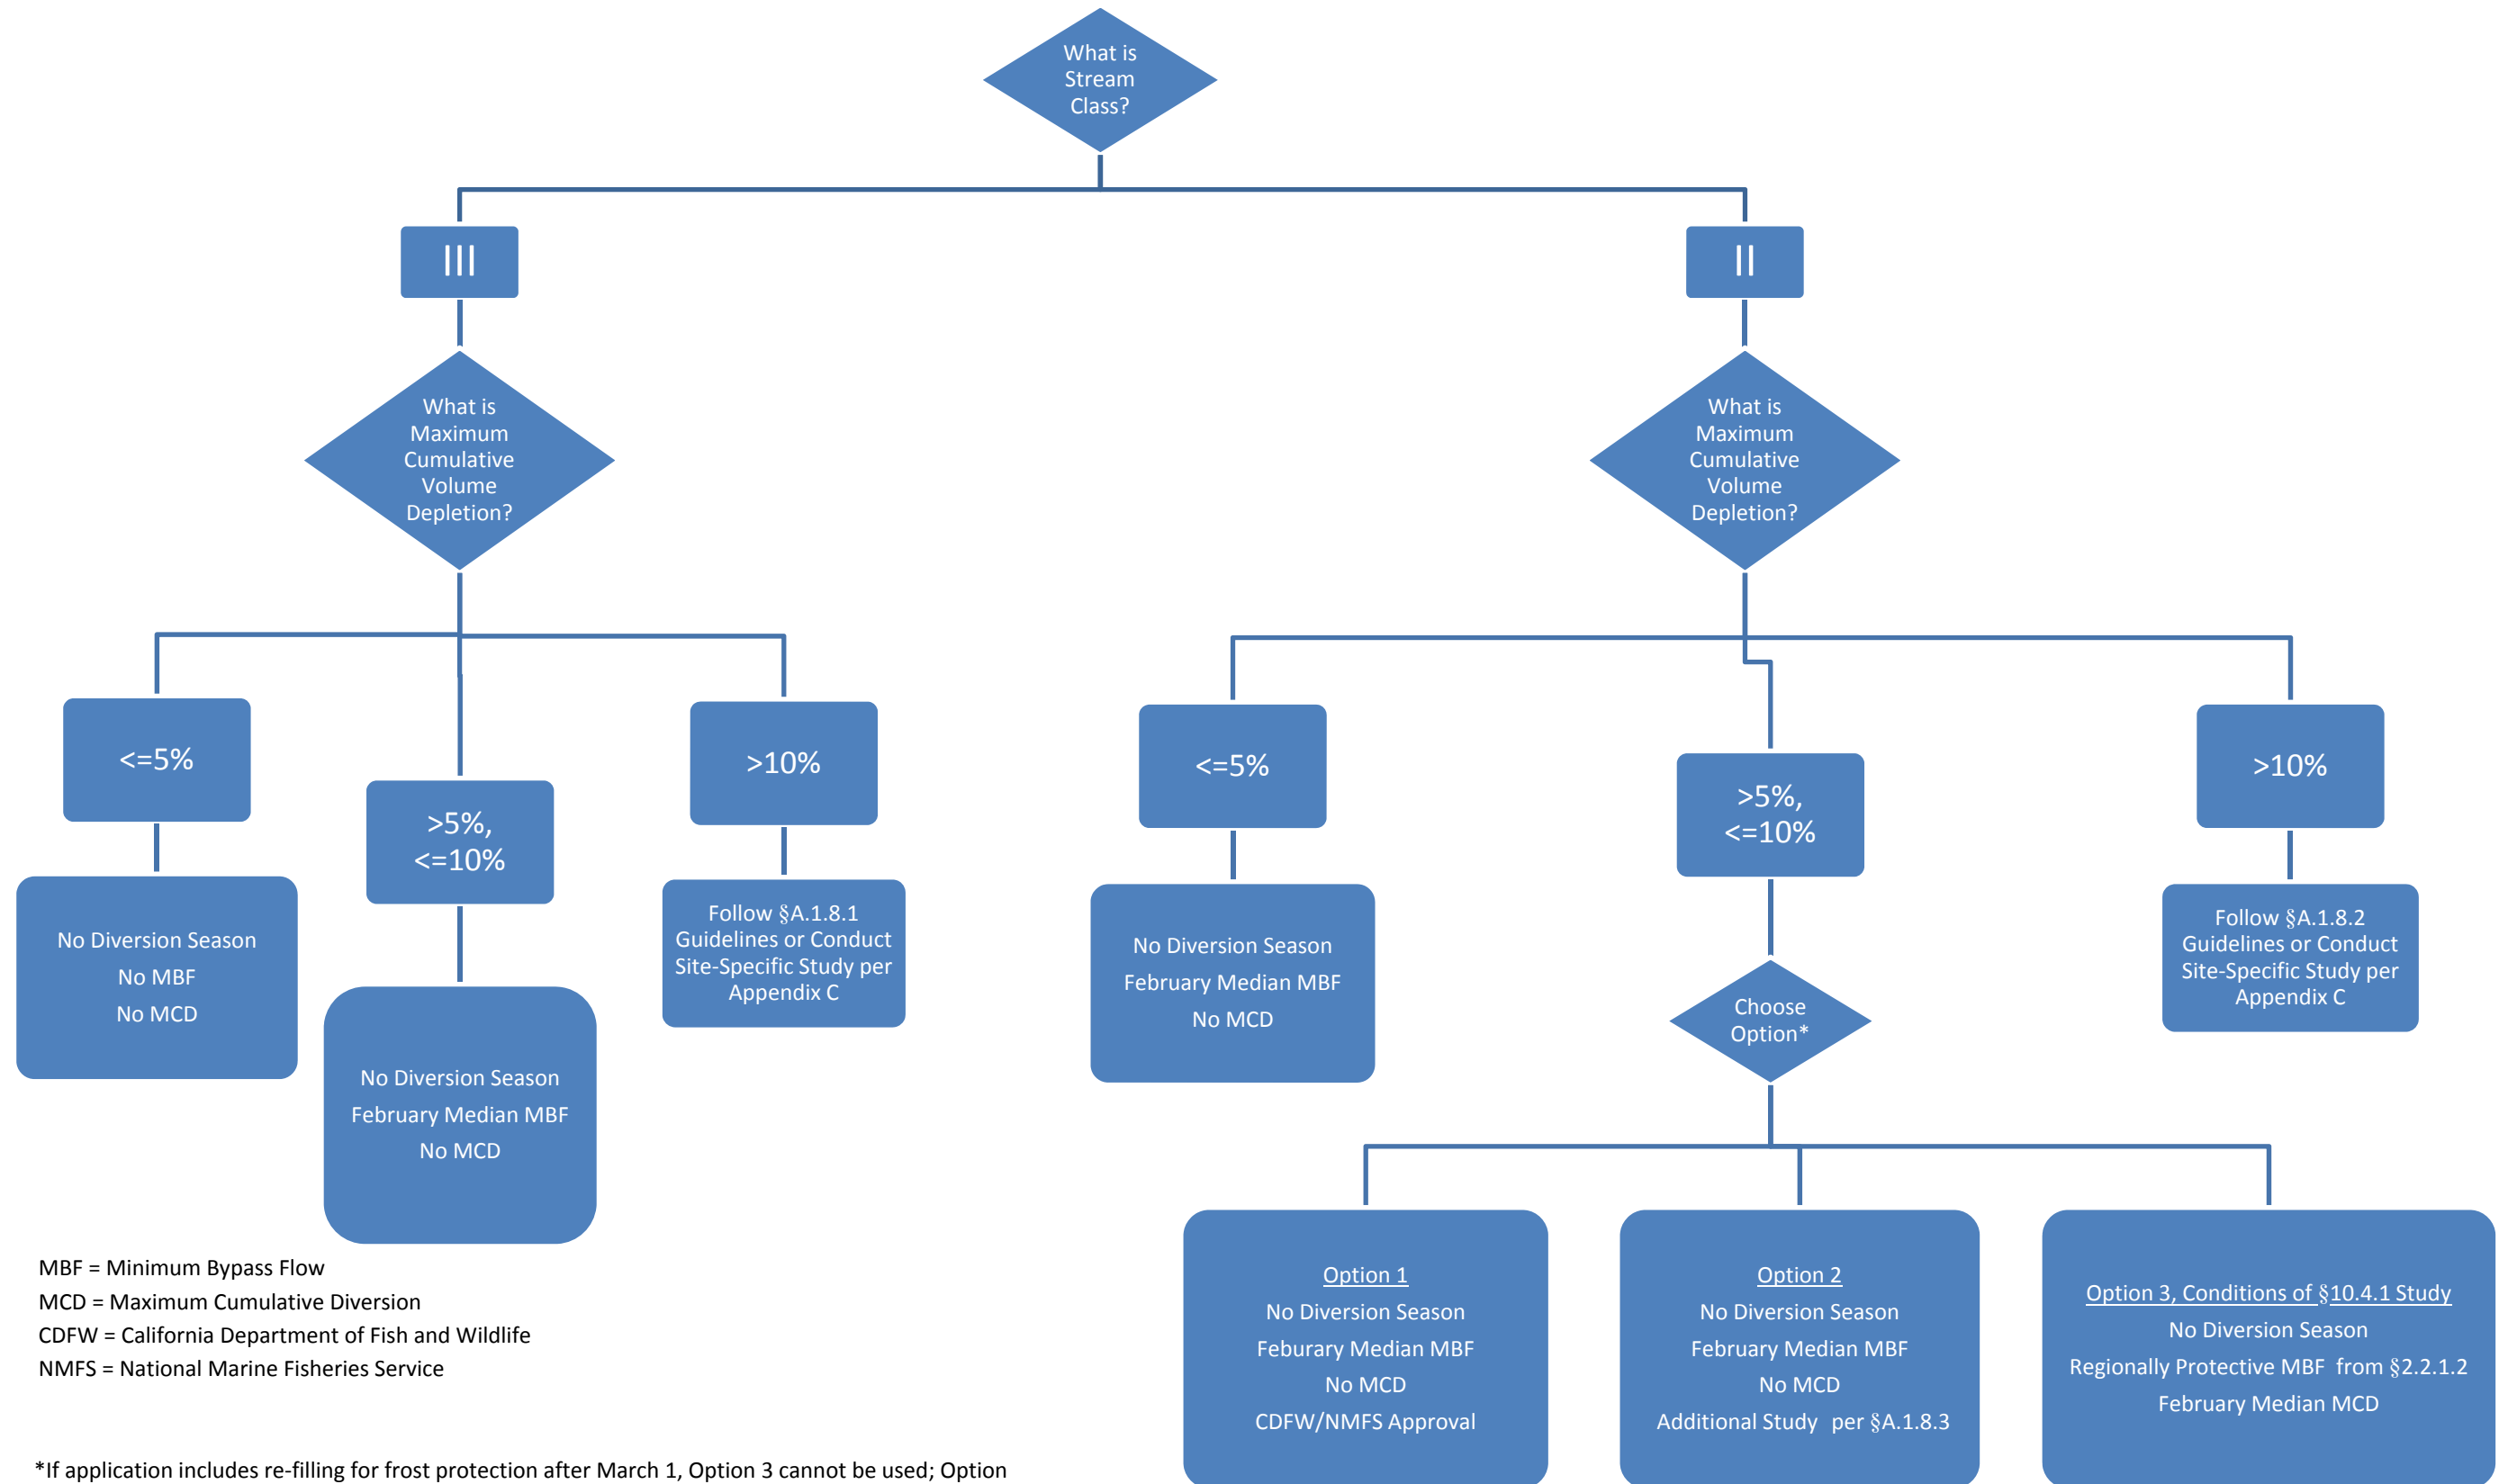 What is
Stream
Class?
III
II
What is
Maximum
Cumulative
Volume
Depletion?
What is
Maximum
Cumulative
Volume
Depletion?
<=5%
>5%,
<=10%
>10%
<=5%
>5%,
<=10%
>10%
No Diversion Season
No MBF
No MCD
No Diversion Season
February Median MBF
No MCD
Follow §A.1.8.1
Guidelines or Conduct
Site-Specific Study per
Appendix C
No Diversion Season
February Median MBF
No MCD
Choose
Option*
Follow §A.1.8.2
Guidelines or Conduct
Site-Specific Study per
Appendix C
Option 1
No Diversion Season
Feburary Median MBF
No MCD
CDFW/NMFS Approval
Option 2
No Diversion Season
February Median MBF
No MCD
Additional Study per §A.1.8.3
Option 3, Conditions of §10.4.1 Study
No Diversion Season
Regionally Protective MBF from §2.2.1.2
February Median MCD
MBF = Minimum Bypass Flow
MCD = Maximum Cumulative Diversion
CDFW = California Department of Fish and Wildlife
NMFS = National Marine Fisheries Service
*If application includes re-filling for frost protection after March 1, Option 3 cannot be used; Option